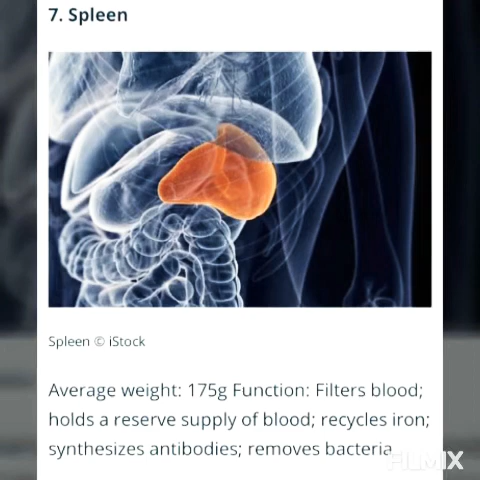 7. Spleen
Spleen © iStock
Average weight: 175g Function: Filters blood;
holds a reserve supply of blood; recycles iron;
synthesizes antibodies; removes bacteria
FILMIX